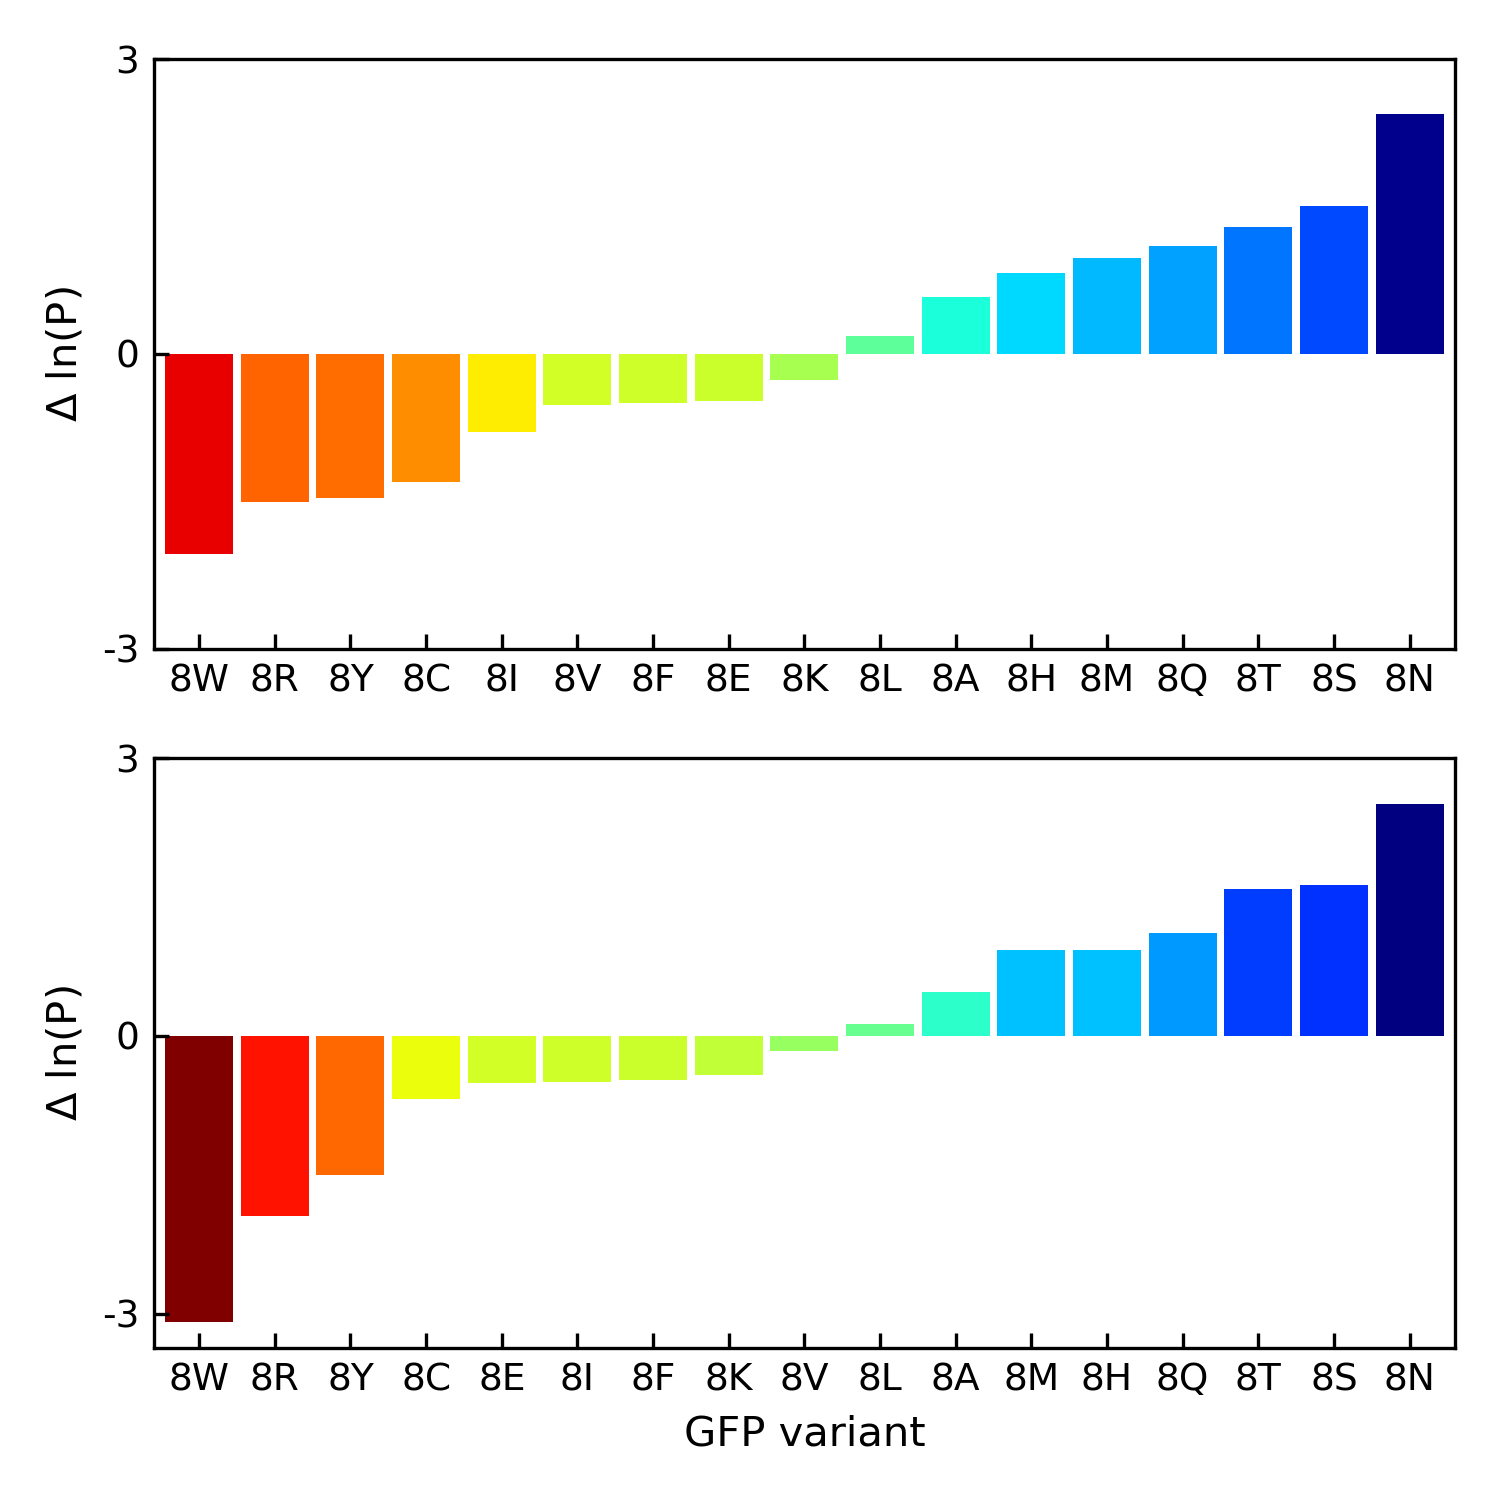 3
Δ ln(P)
0
-3
8W 8R 8Y 8C 8I 8V 8F 8E 8K 8L 8A 8H 8M 8Q 8T 8S 8N
3
Δ ln(P)
0
-3
8W 8R 8Y 8C 8E 8I 8F 8K 8V 8L 8A 8M 8H 8Q 8T 8S 8N
GFP variant